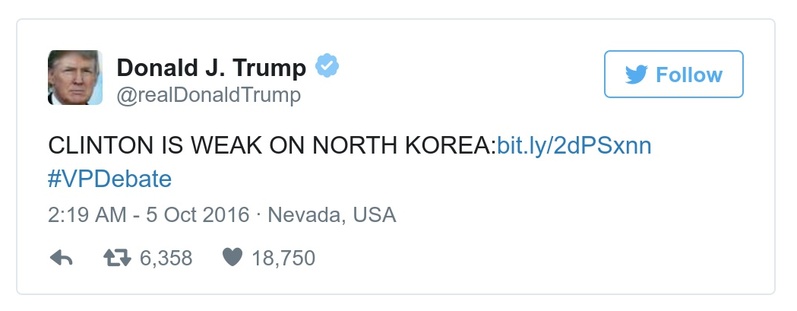 Donald J. Trump
@realDonaldTrump
Follow
CLINTON IS WEAK ON NORTH KOREA:bit.ly/2dPSxnn
#VPDebate
2:19 AM - 5 Oct 2016 · Nevada, USA
6,358 18,750